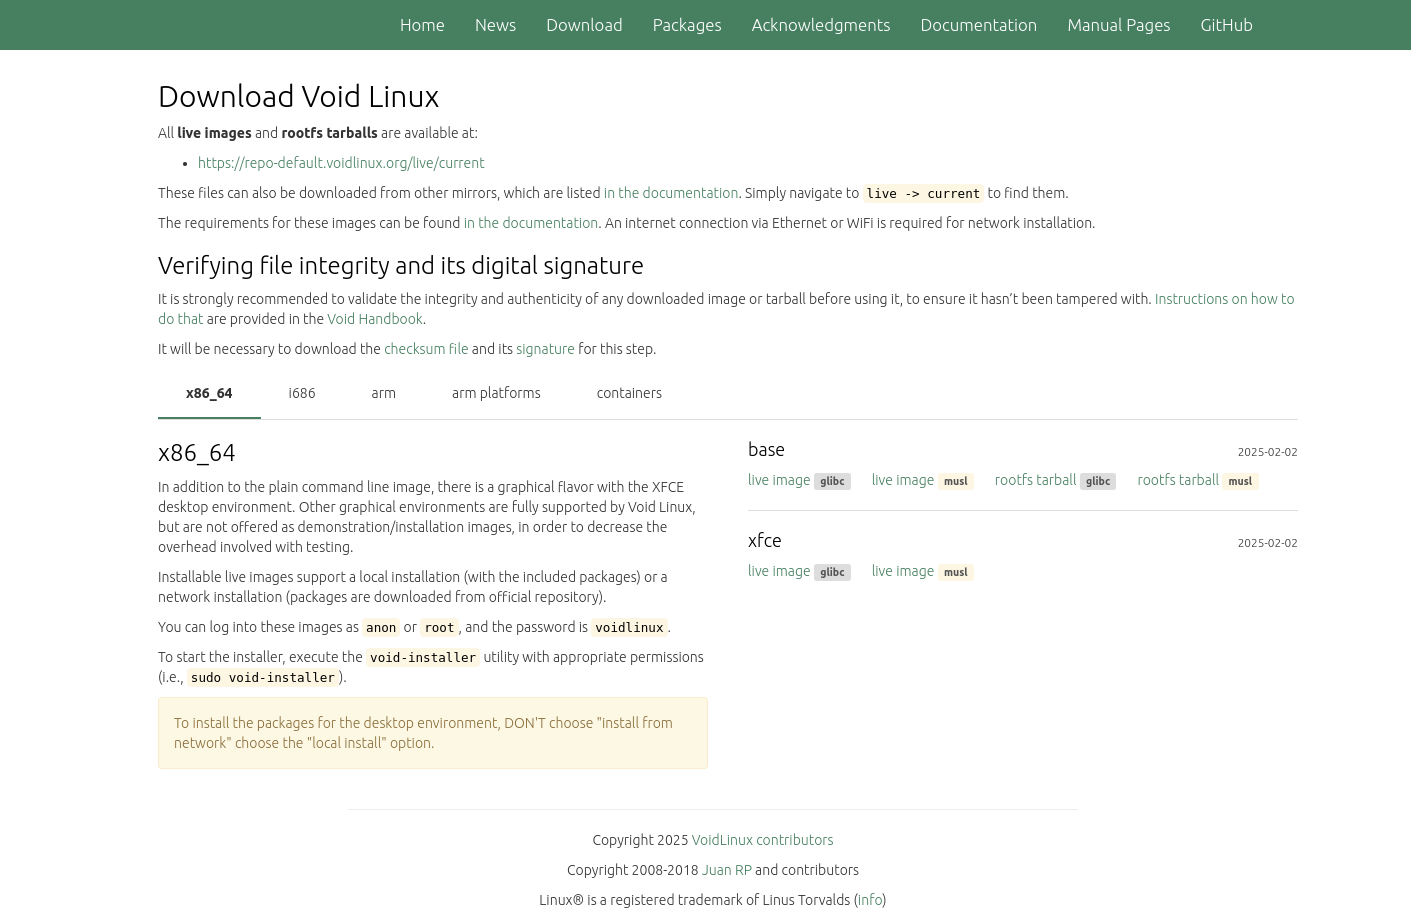 Home News Download Packages Acknowledgments Documentation Manual Pages GitHub
Download Void Linux
All live images and rootfs tarballs are available at:
• https://repo-default.voidlinux.org/live/current
These files can also be downloaded from other mirrors, which are listed in the documentation. Simply navigate to live -> current to find them.
The requirements for these images can be found in the documentation. An internet connection via Ethernet or WiFi is required for network installation.
Verifying file integrity and its digital signature
It is strongly recommended to validate the integrity and authenticity of any downloaded image or tarball before using it, to ensure it hasn’t been tampered with. Instructions on how to
do that are provided in the Void Handbook.
It will be necessary to download the checksum file and its signature for this step.
x86_64 i686 arm arm platforms containers
x86_64
In addition to the plain command line image, there is a graphical flavor with the XFCE
desktop environment. Other graphical environments are fully supported by Void Linux,
but are not offered as demonstration/installation images, in order to decrease the
overhead involved with testing.
Installable live images support a local installation (with the included packages) or a
network installation (packages are downloaded from official repository).
You can log into these images as anon or root, and the password is voidlinux.
To start the installer, execute the void-installer utility with appropriate permissions
(i.e., sudo void-installer).
To install the packages for the desktop environment, DON'T choose "install from
network" choose the "local install" option.
base 2025-02-02
live image glibc live image musl rootfs tarball glibc rootfs tarball musl
xfce 2025-02-02
live image glibc live image musl
Copyright 2025 VoidLinux contributors
Copyright 2008-2018 Juan RP and contributors
Linux® is a registered trademark of Linus Torvalds (info)